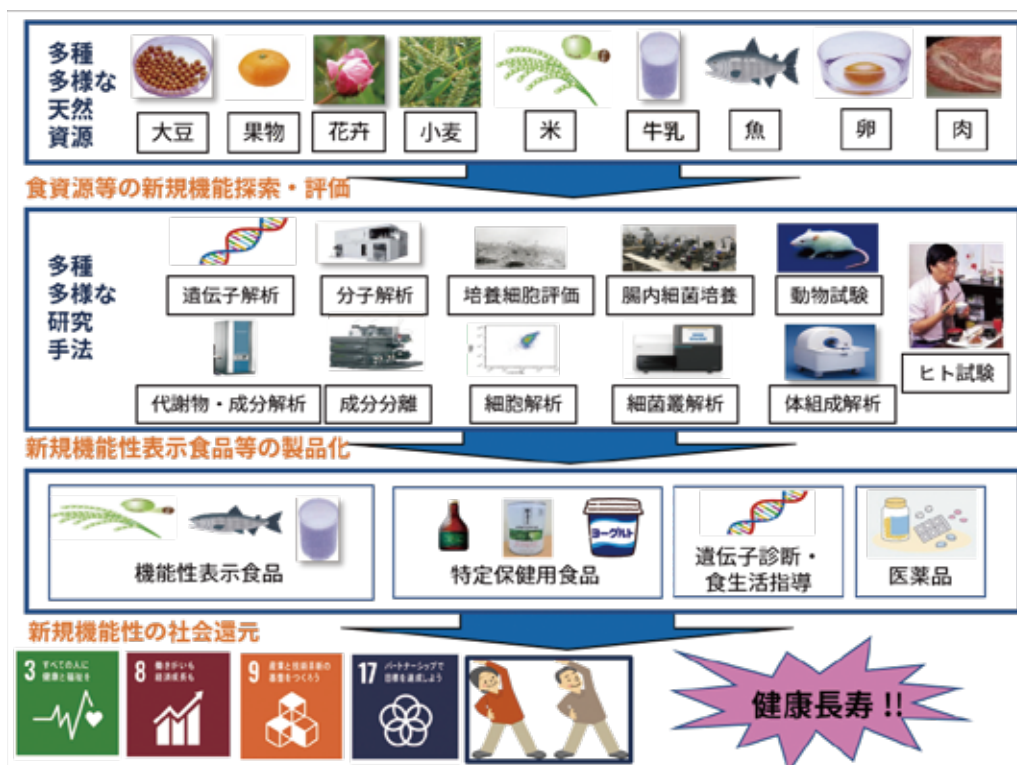 多種
多様な
天然
資源
大豆
果物
花卉
小麦
米
牛乳
魚
卵
肉
食資源等の新規機能探索・評価
多種
多様な
研究
手法
遺伝子解析
分子解析
培養細胞評価
腸内細菌培養
動物試験
ヒト試験
代謝物・成分解析
成分分離
細胞解析
細菌叢解析
体組成解析
新規機能性表示食品等の製品化
機能性表示食品
ヨーグルト
特定保健用食品
遺伝子診断・
食生活指導
医薬品
新規機能性の社会還元
3 すべての人に
健康と福祉を
8 働きがいも
経済成長も
9 産業と技術革新の
基盤をつくろう
17 パートナーシップで
目標を達成しよう
健康長寿!!